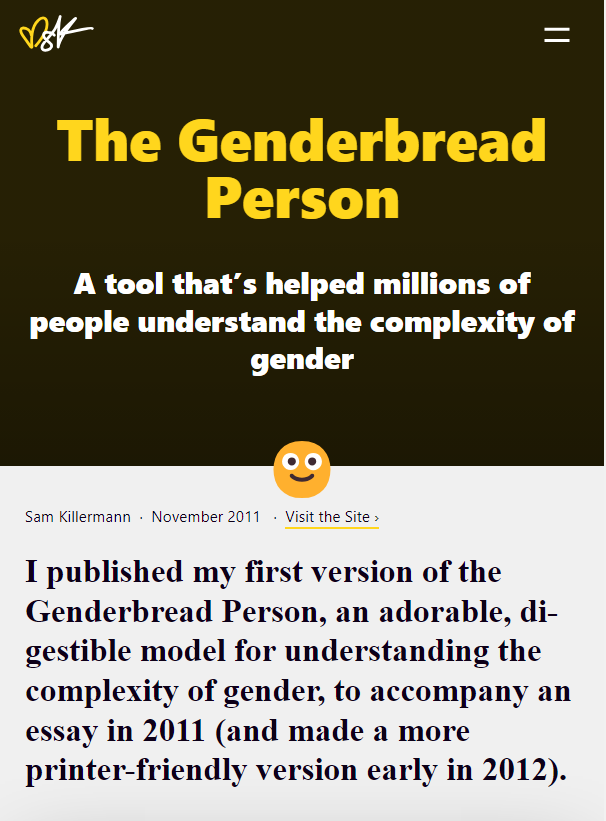 The Genderbread
Person
A tool that's helped millions of
people understand the complexity of
gender
Sam Killermann · November 2011 · Visit the Site ›
I published my first version of the
Genderbread Person, an adorable, di-
gestible model for understanding the
complexity of gender, to accompany an
essay in 2011 (and made a more
printer-friendly version early in 2012).